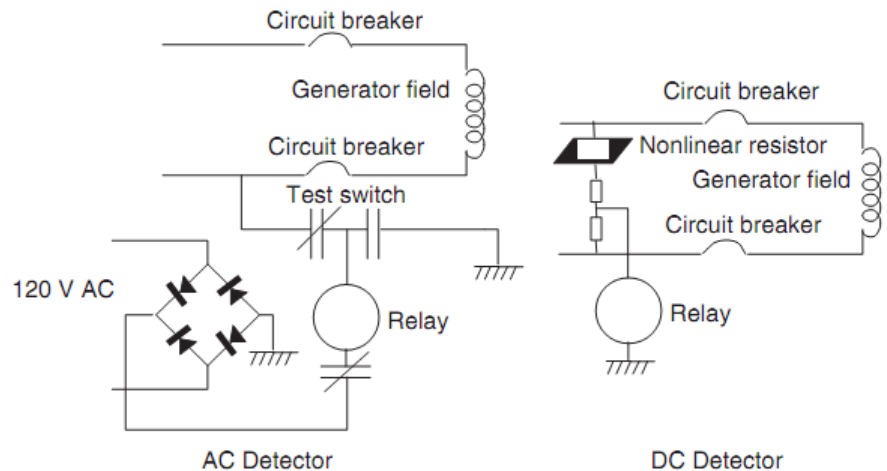 Circuit breaker
Generator field
Circuit breaker
Test switch
120 V AC
Relay
AC Detector
Circuit breaker
Nonlinear resistor
Generator field
Circuit breaker
Relay
DC Detector